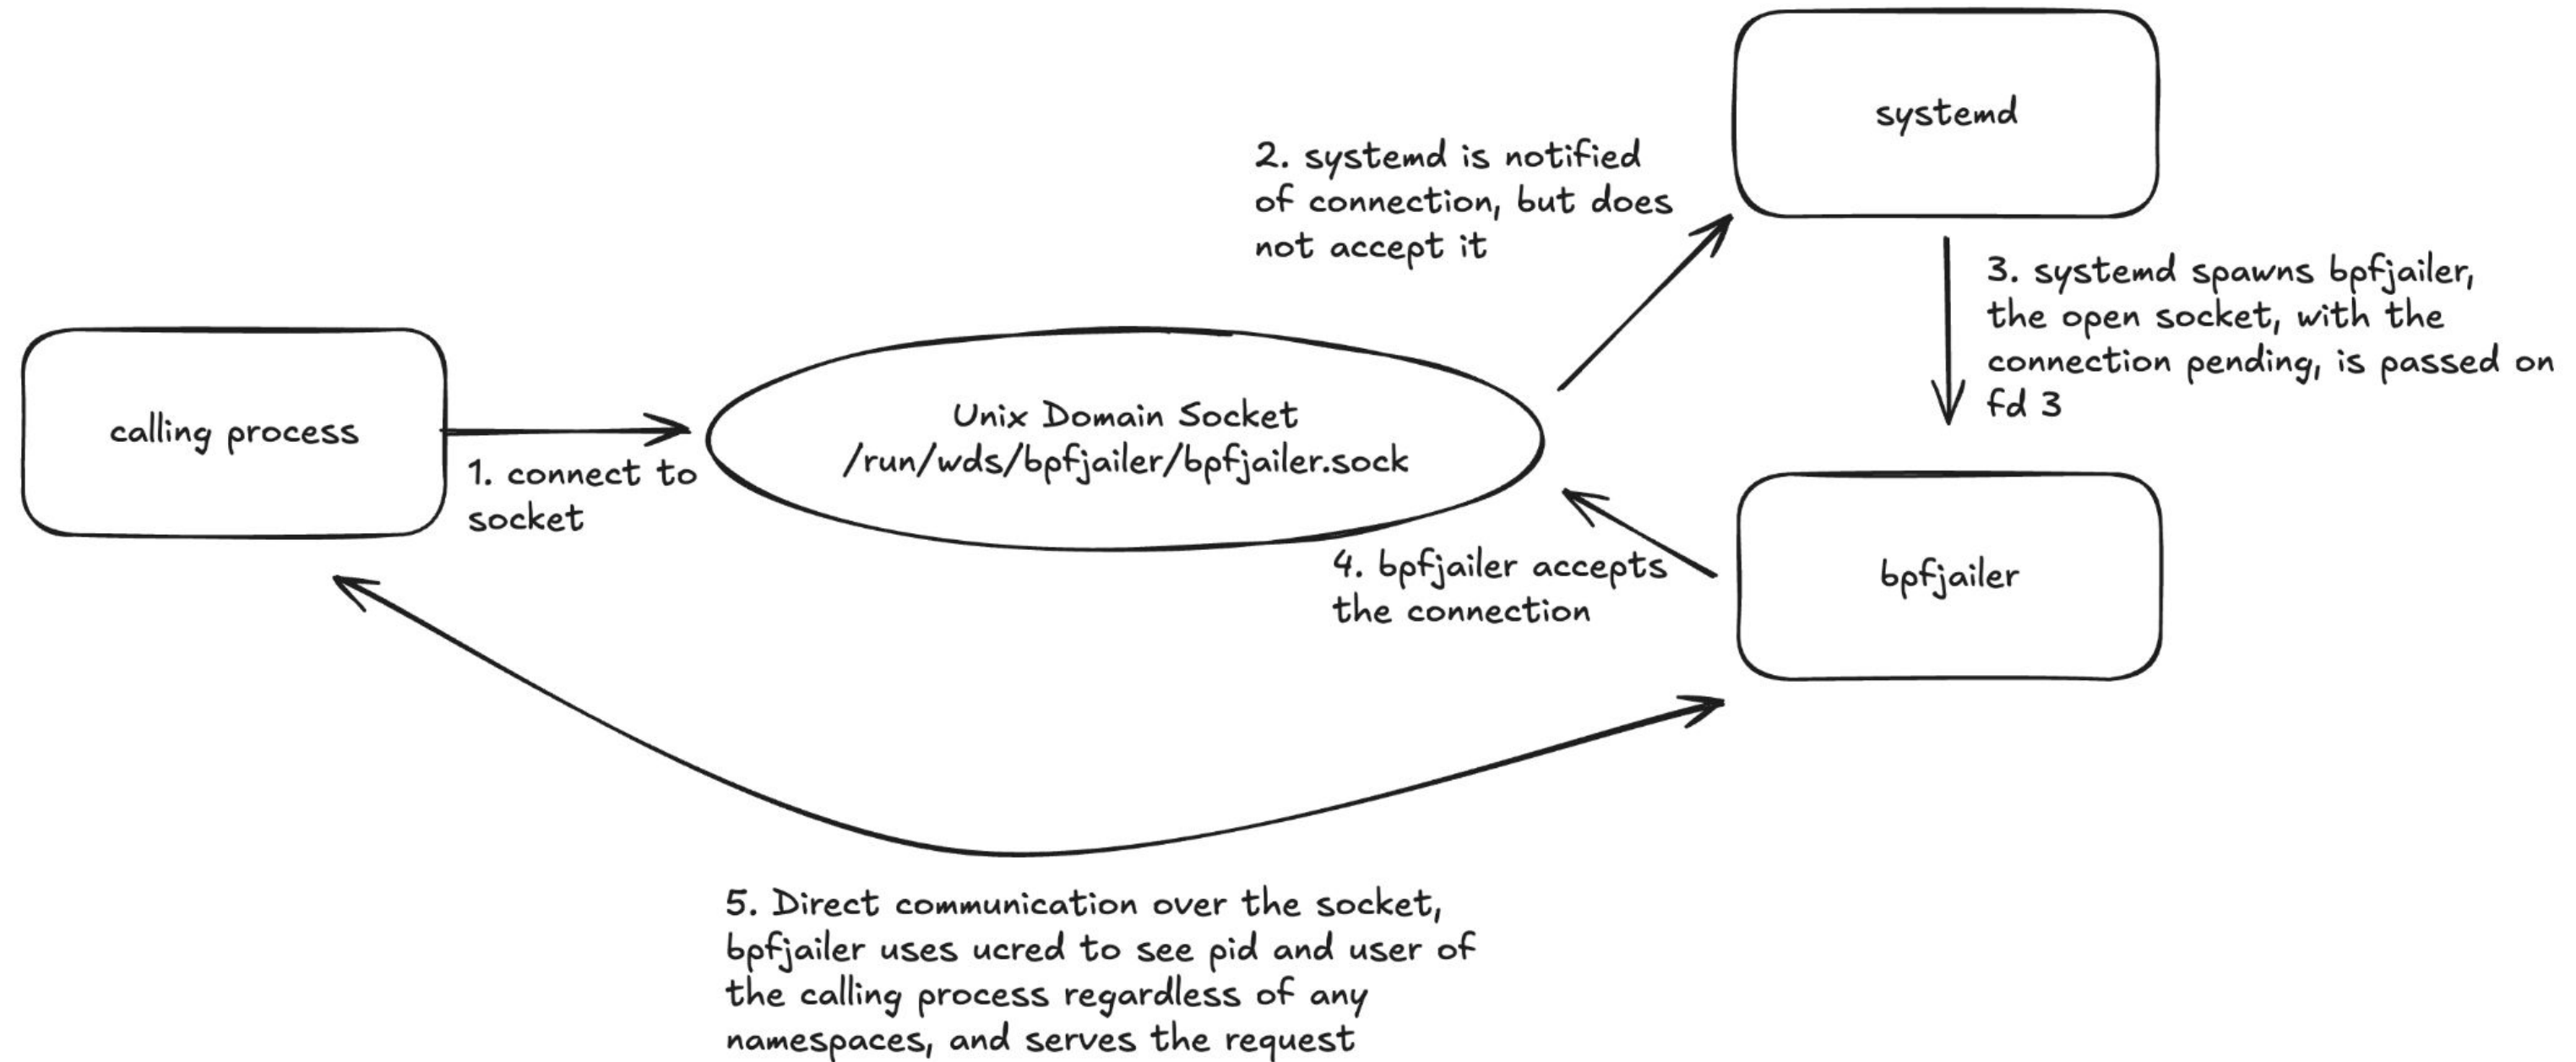 systemd
2. systemd is notified
of connection, but does
not accept it
3. systemd spawns bpfjailer,
the open socket, with the
connection pending, is passed on
fd 3
calling process
1. connect to
socket
Unix Domain Socket
/run/wds/bpfjailer/bpfjailer.sock
4. bpfjailer accepts
the connection
bpfjailer
5. Direct communication over the socket,
bpfjailer uses ucred to see pid and user of
the calling process regardless of any
namespaces, and serves the request